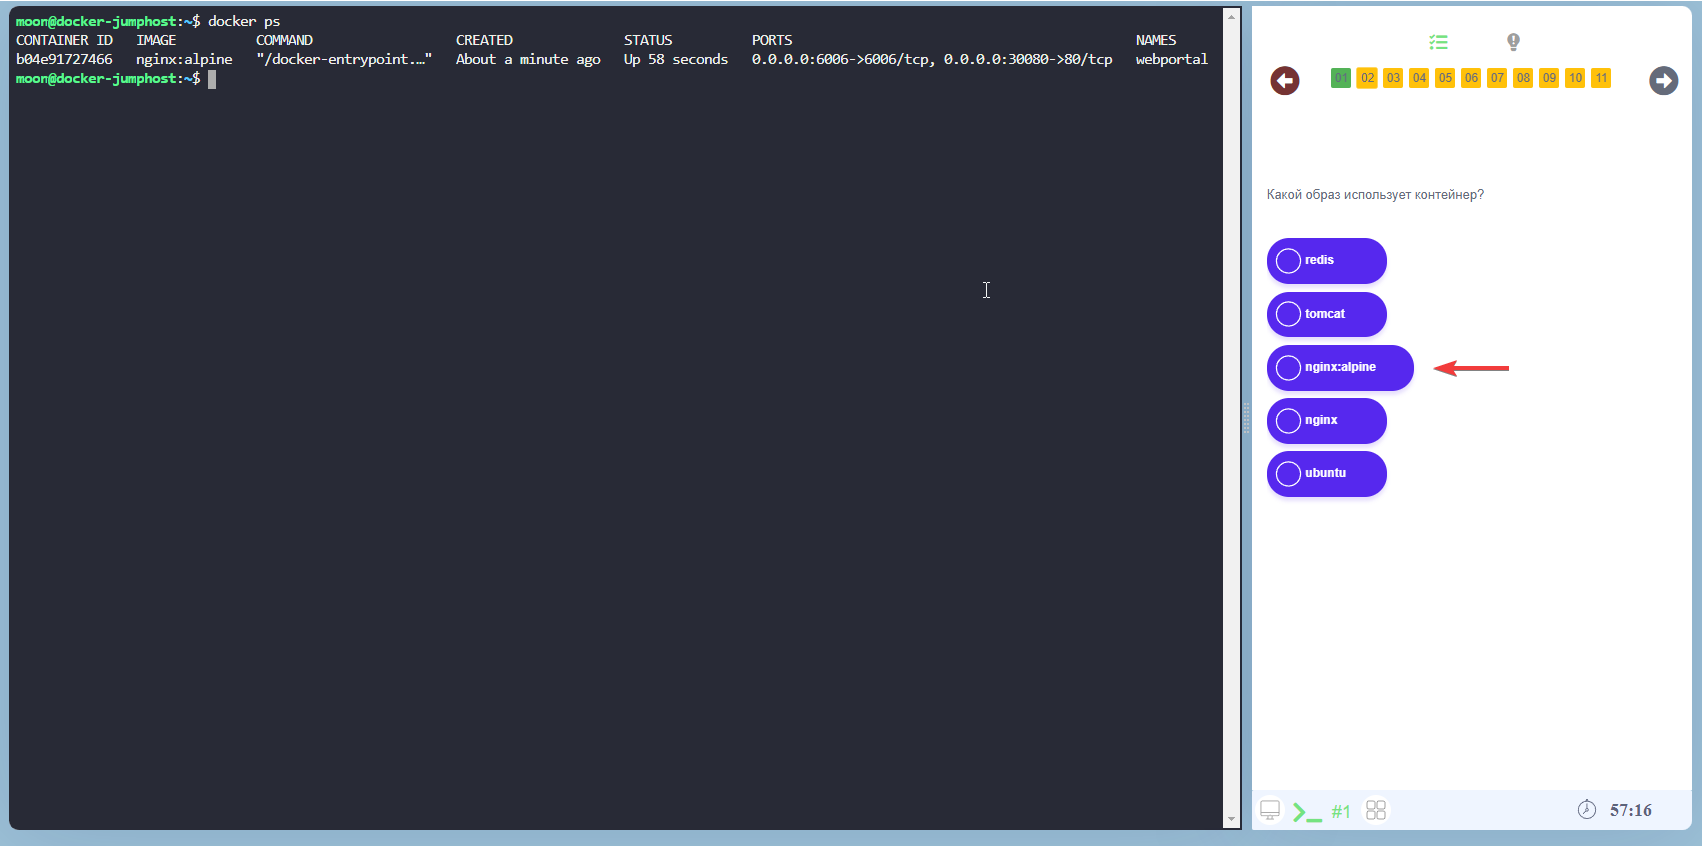 moon@docker-jumphost:~$ docker ps
CONTAINER ID   IMAGE          COMMAND                  CREATED              STATUS          PORTS                                           NAMES
b04e91727466   nginx:alpine   "/docker-entrypoint.…"   About a minute ago   Up 58 seconds   0.0.0.0:6006->6006/tcp, 0.0.0.0:30080->80/tcp   webportal
moon@docker-jumphost:~$
01 02 03 04 05 06 07 08 09 10 11
Какой образ использует контейнер?
redis
tomcat
nginx:alpine
nginx
ubuntu
#1
57:16